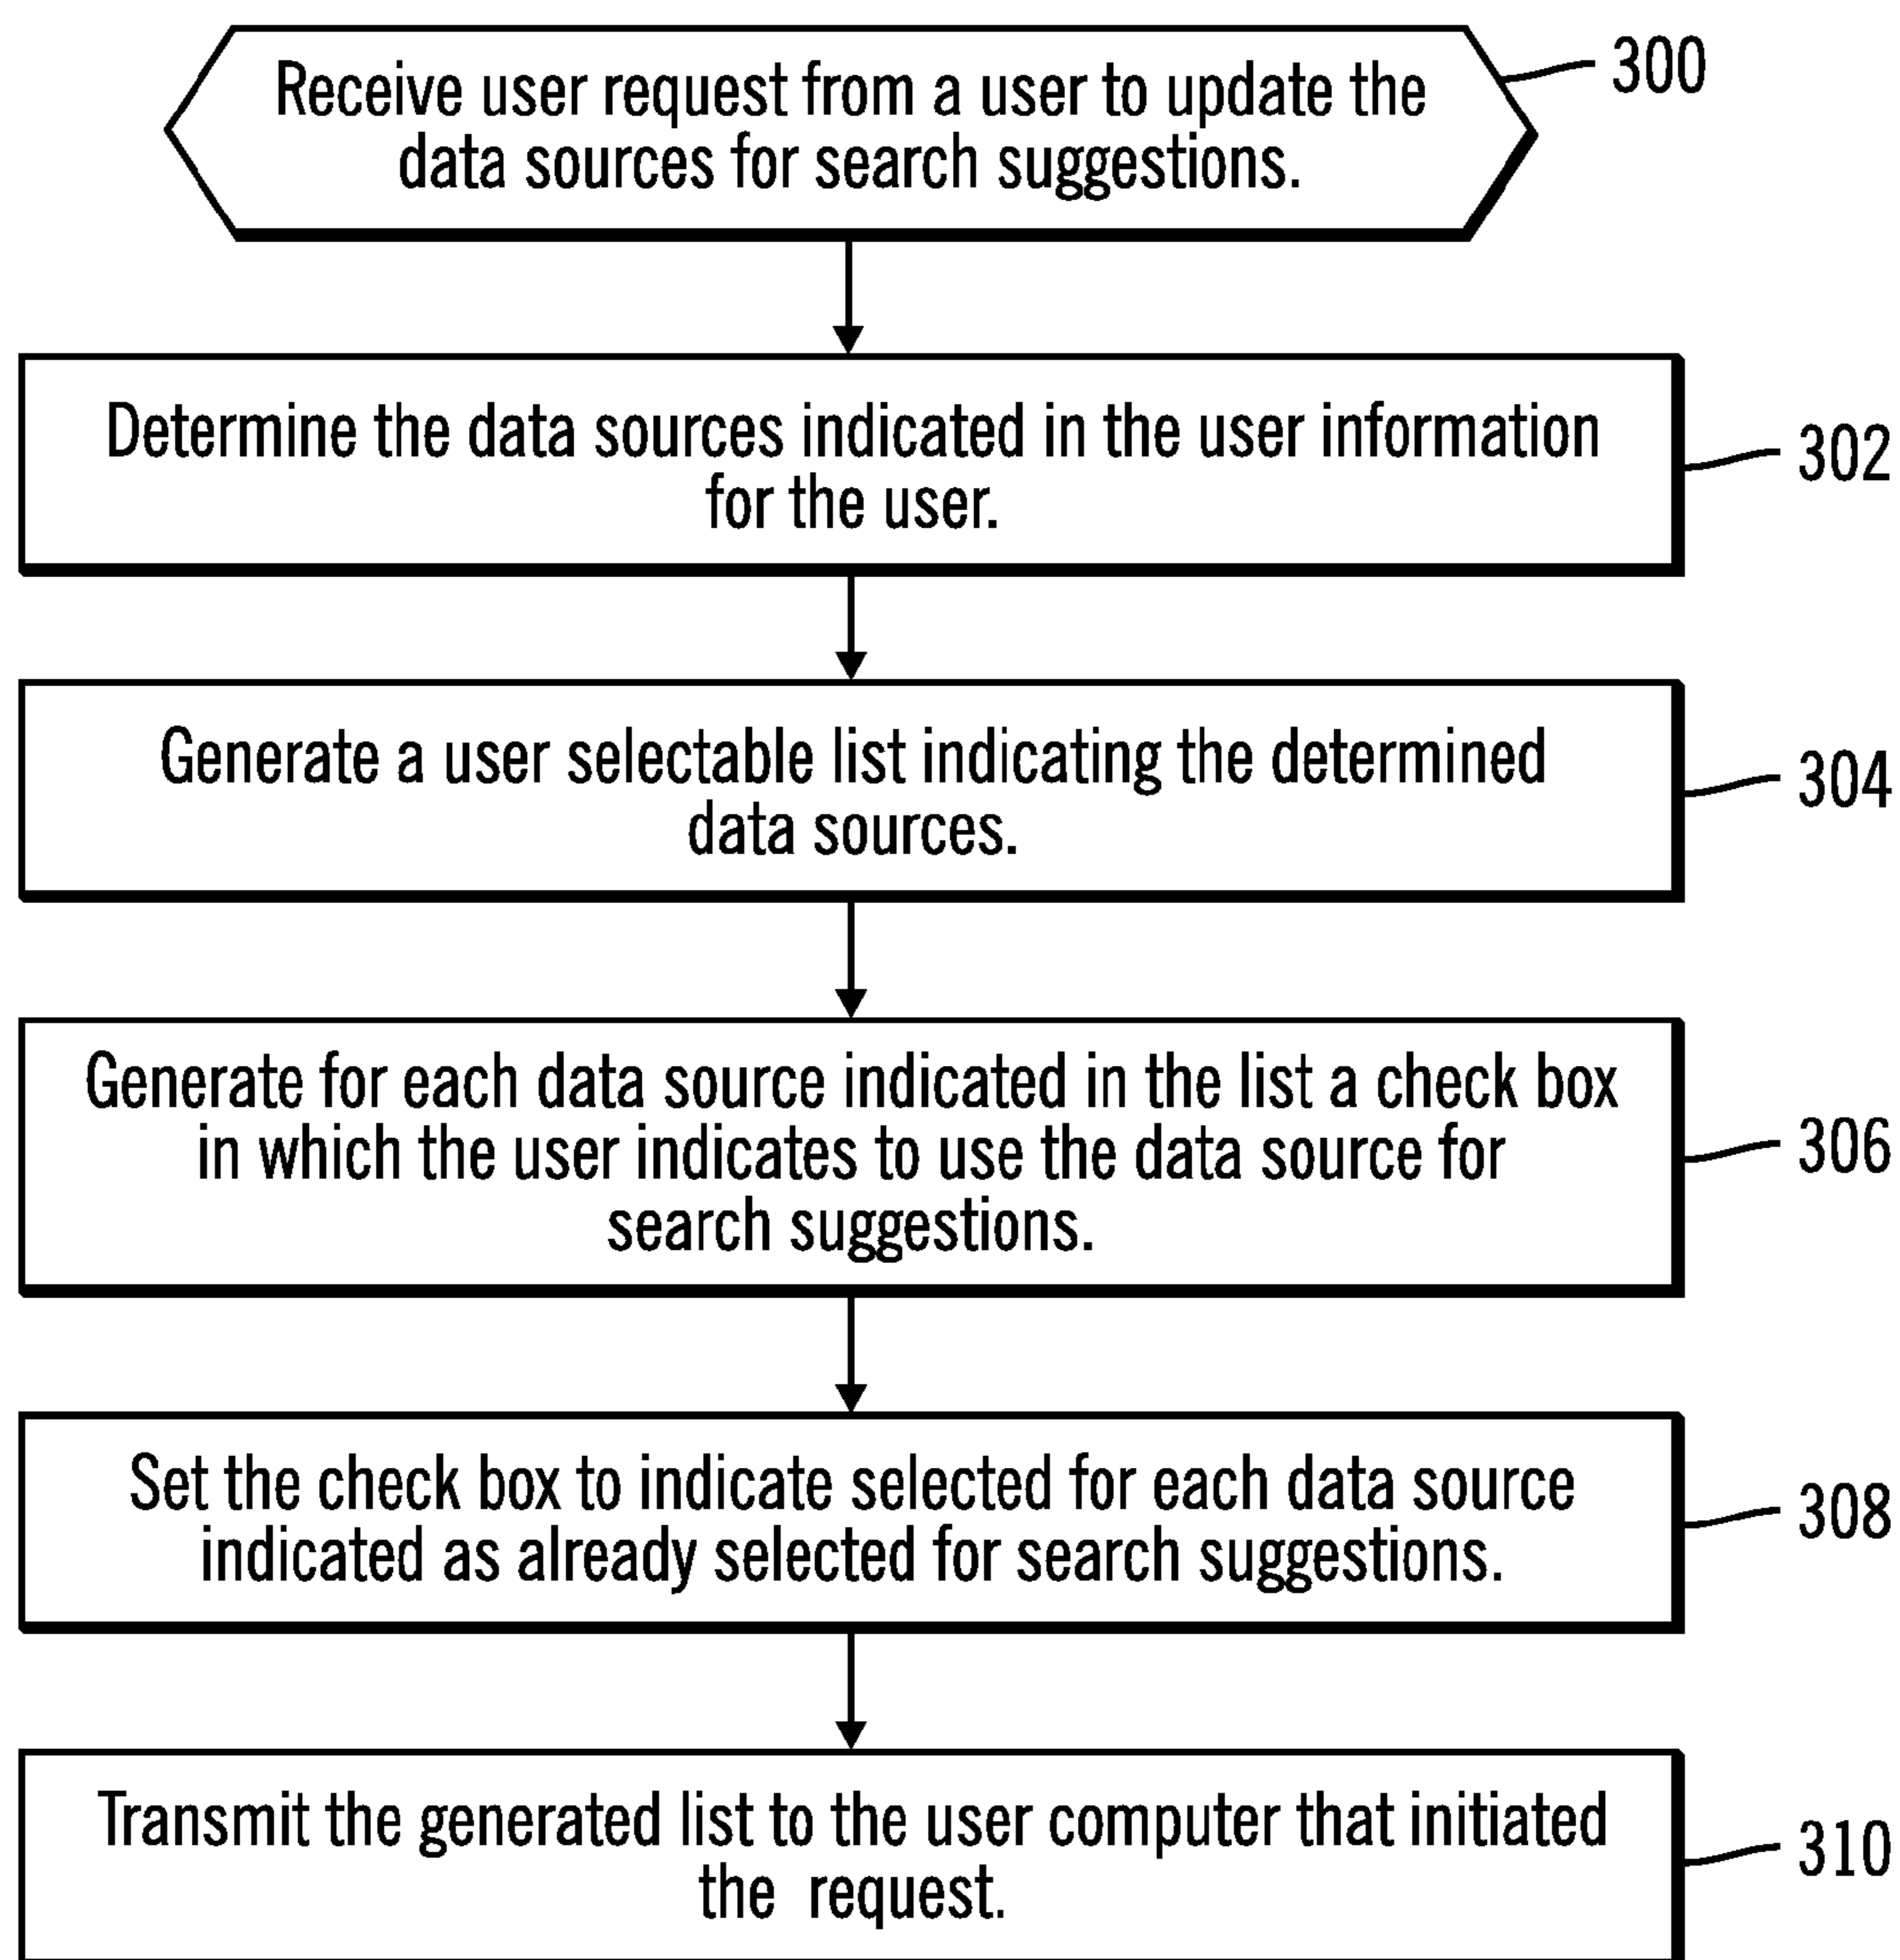 Receive user request from a user to update the
data sources for search suggestions.
300
Determine the data sources indicated in the user information
for the user.
302
Generate a user selectable list indicating the determined
data sources.
304
Generate for each data source indicated in the list a check box
in which the user indicates to use the data source for
search suggestions.
306
Set the check box to indicate selected for each data source
indicated as already selected for search suggestions.
308
Transmit the generated list to the user computer that initiated
the request.
310